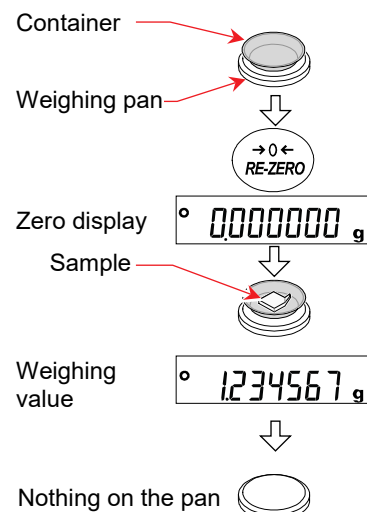 Container
Weighing pan
→0←
RE-ZERO
Zero display
0.000000 g
Sample
Weighing
value
1.234567 g
Nothing on the pan